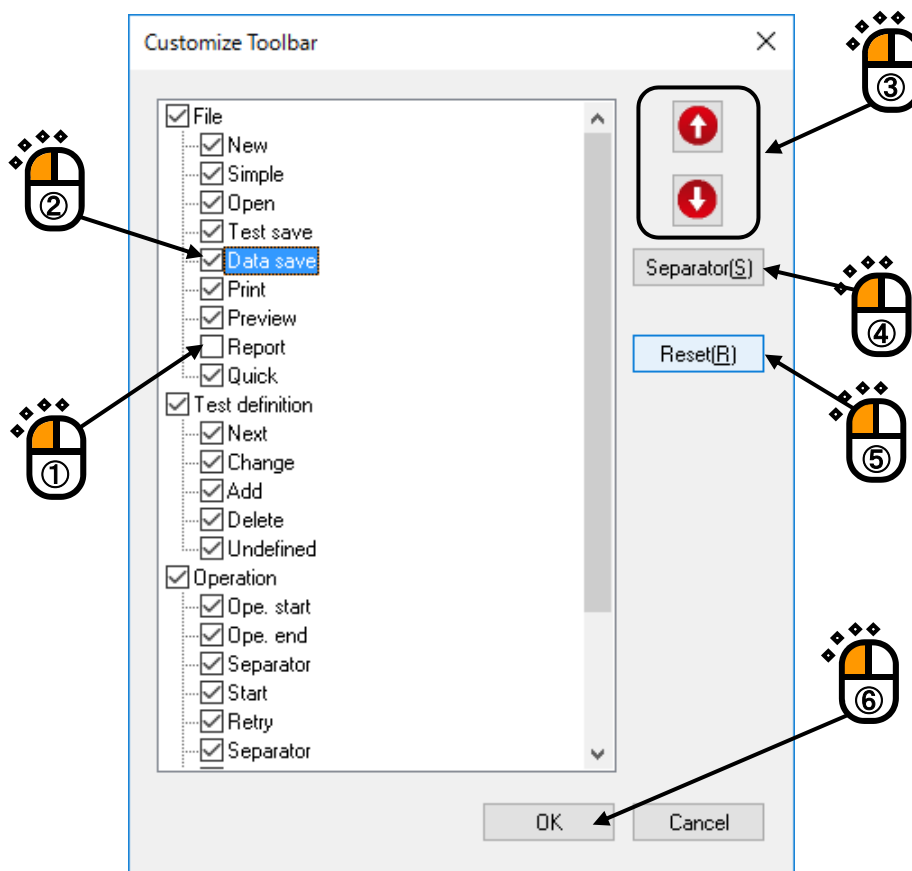 Customize Toolbar
File
New
Simple
Open
Test save
Data save
Print
Preview
Report
Quick
Test definition
Next
Change
Add
Delete
Undefined
Operation
Ope. start
Ope. end
Separator
Start
Retry
Separator
Separator(S)
Reset(R)
OK
Cancel
①
②
③
④
⑤
⑥